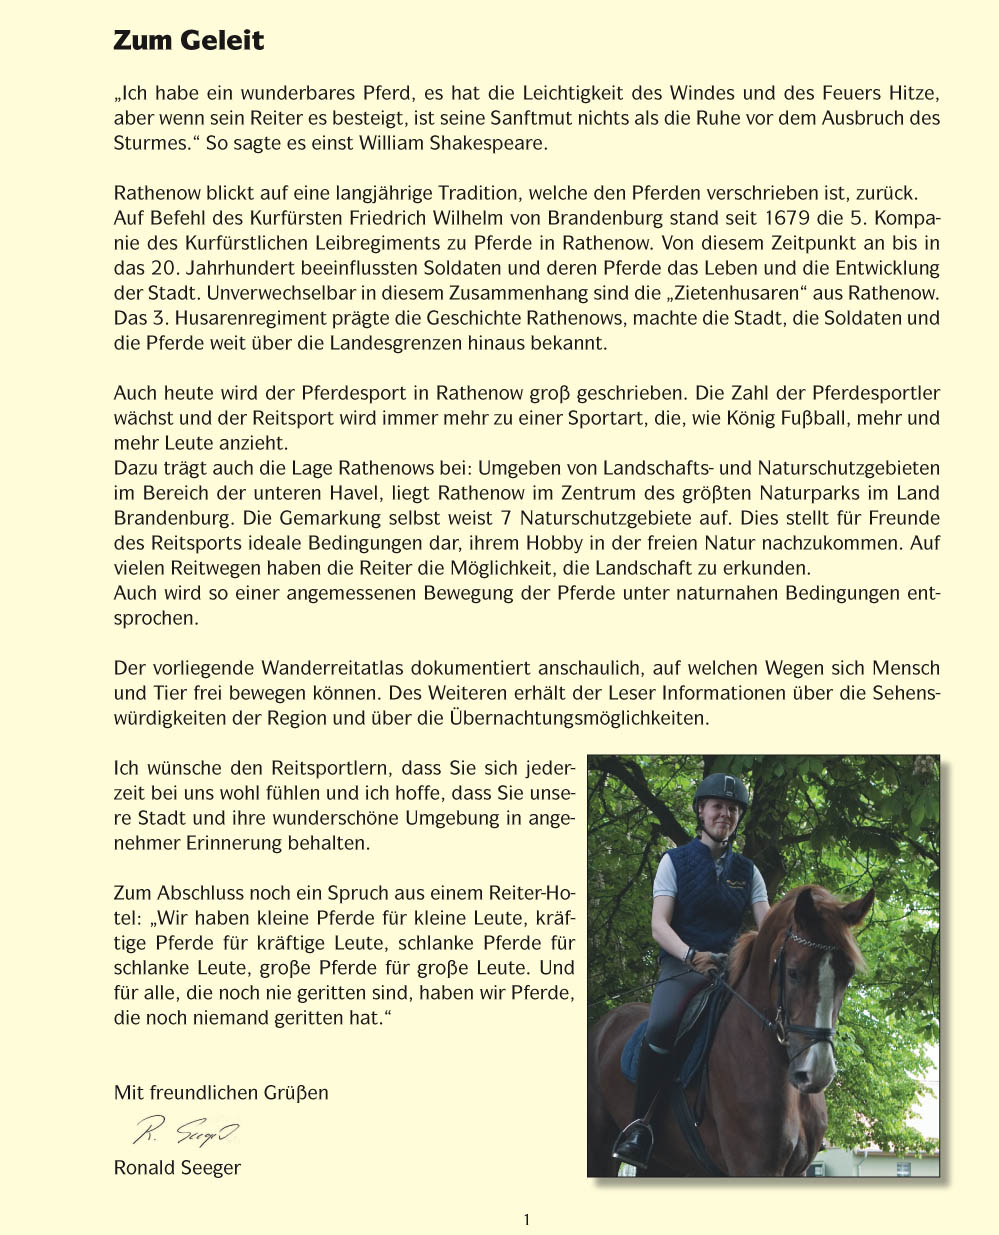 Zum Geleit
„Ich habe ein wunderbares Pferd, es hat die Leichtigkeit des Windes und des Feuers Hitze,
aber wenn sein Reiter es besteigt, ist seine Sanftmut nichts als die Ruhe vor dem Ausbruch des
Sturmes.“ So sagte es einst William Shakespeare.
Rathenow blickt auf eine langjährige Tradition, welche den Pferden verschrieben ist, zurück.
Auf Befehl des Kurfürsten Friedrich Wilhelm von Brandenburg stand seit 1679 die 5. Kompa-
nie des Kurfürstlichen Leibregiments zu Pferde in Rathenow. Von diesem Zeitpunkt an bis in
das 20. Jahrhundert beeinflussten Soldaten und deren Pferde das Leben und die Entwicklung
der Stadt. Unverwechselbar in diesem Zusammenhang sind die „Zietenhusaren“ aus Rathenow.
Das 3. Husarenregiment prägte die Geschichte Rathenows, machte die Stadt, die Soldaten und
die Pferde weit über die Landesgrenzen hinaus bekannt.
Auch heute wird der Pferdesport in Rathenow groß geschrieben. Die Zahl der Pferdesportler
wächst und der Reitsport wird immer mehr zu einer Sportart, die, wie König Fußball, mehr und
mehr Leute anzieht.
Dazu trägt auch die Lage Rathenows bei: Umgeben von Landschafts- und Naturschutzgebieten
im Bereich der unteren Havel, liegt Rathenow im Zentrum des größten Naturparks im Land
Brandenburg. Die Gemarkung selbst weist 7 Naturschutzgebiete auf. Dies stellt für Freunde
des Reitsports ideale Bedingungen dar, ihrem Hobby in der freien Natur nachzukommen. Auf
vielen Reitwegen haben die Reiter die Möglichkeit, die Landschaft zu erkunden.
Auch wird so einer angemessenen Bewegung der Pferde unter naturnahen Bedingungen ent-
sprochen.
Der vorliegende Wanderreitatlas dokumentiert anschaulich, auf welchen Wegen sich Mensch
und Tier frei bewegen können. Des Weiteren erhält der Leser Informationen über die Sehens-
würdigkeiten der Region und über die Übernachtungsmöglichkeiten.
Ich wünsche den Reitsportlern, dass Sie sich jeder-
zeit bei uns wohl fühlen und ich hoffe, dass Sie unse-
re Stadt und ihre wunderschöne Umgebung in ange-
nehmer Erinnerung behalten.
Zum Abschluss noch ein Spruch aus einem Reiter-Ho-
tel: „Wir haben kleine Pferde für kleine Leute, kräf-
tige Pferde für kräftige Leute, schlanke Pferde für
schlanke Leute, große Pferde für große Leute. Und
für alle, die noch nie geritten sind, haben wir Pferde,
die noch niemand geritten hat.“
Mit freundlichen Grüßen
R. Seeger
Ronald Seeger
1